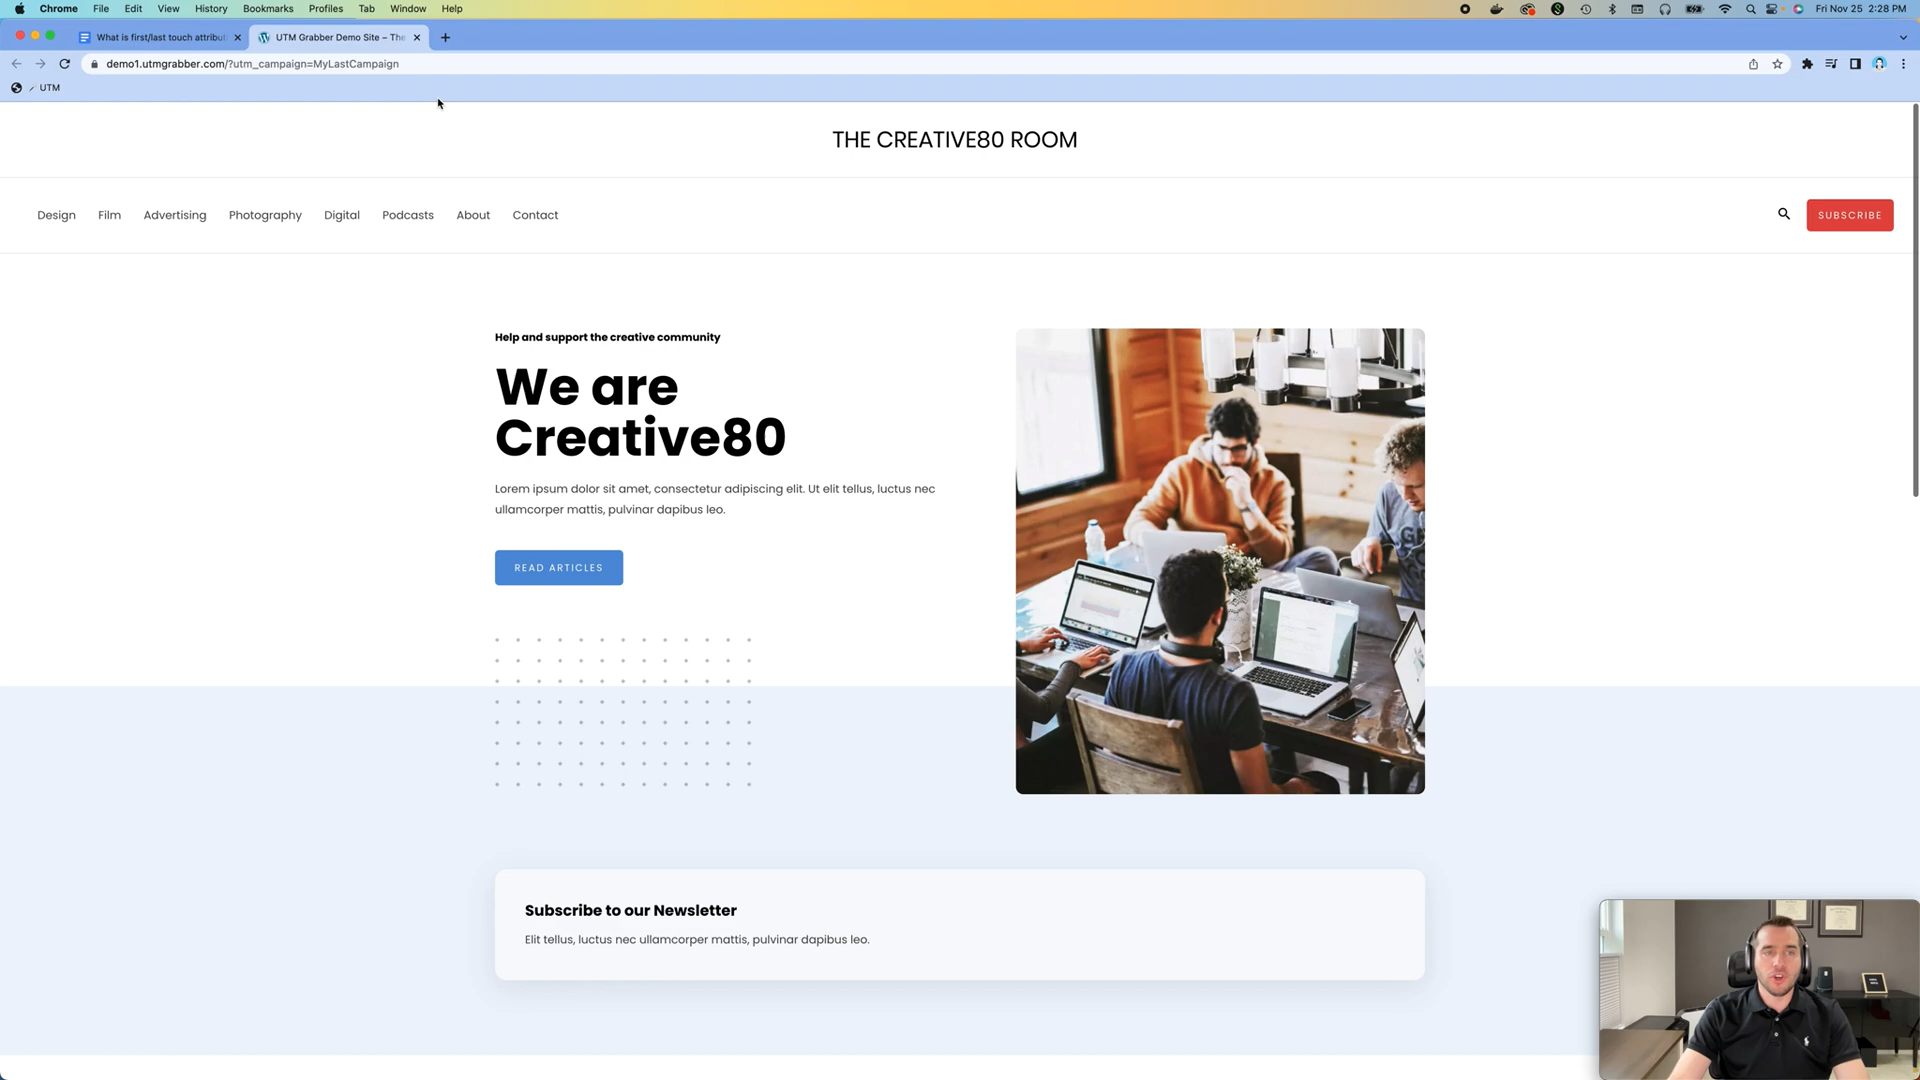 Chrome File Edit View History Bookmarks Profiles Tab Window Help Fri Nov 25 2:28 PM
What is first/last touch attribut
UTM Grabber Demo Site – The
demo1.utmgrabber.com/?utm_campaign=MyLastCampaign
UTM
THE CREATIVE80 ROOM
Design Film Advertising Photography Digital Podcasts About Contact SUBSCRIBE
Help and support the creative community
We are
Creative80
Lorem ipsum dolor sit amet, consectetur adipiscing elit. Ut elit tellus, luctus nec
ullamcorper mattis, pulvinar dapibus leo.
READ ARTICLES
Subscribe to our Newsletter
Elit tellus, luctus nec ullamcorper mattis, pulvinar dapibus leo.